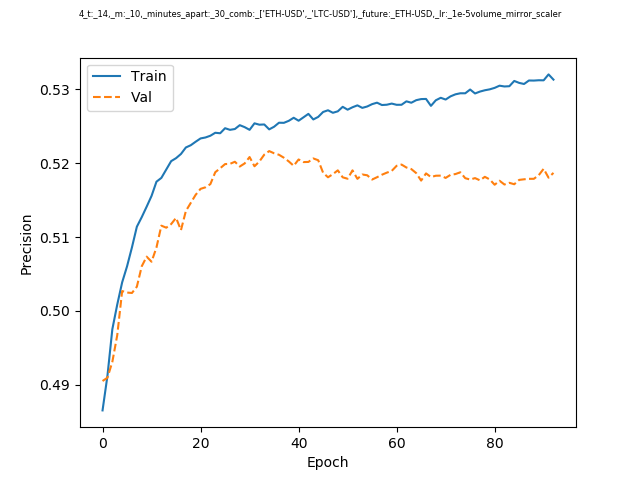 4_t:_14,_m:_10,_minutes_apart:_30_comb:_['ETH-USD',_'LTC-USD'],_future:_ETH-USD,_lr:_1e-5volume_mirror_scaler
Train
Val
0.53
0.52
0.51
0.50
0.49
Precision
0 20 40 60 80
Epoch